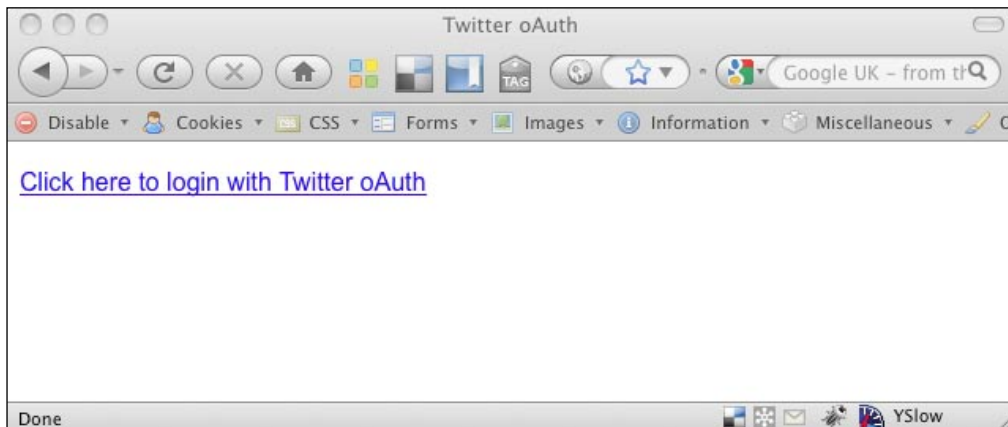 Twitter oAuth
TAG
Google UK - from th
Disable Cookies CSS Forms Images Information Miscellaneous
Click here to login with Twitter oAuth
Done YSlow